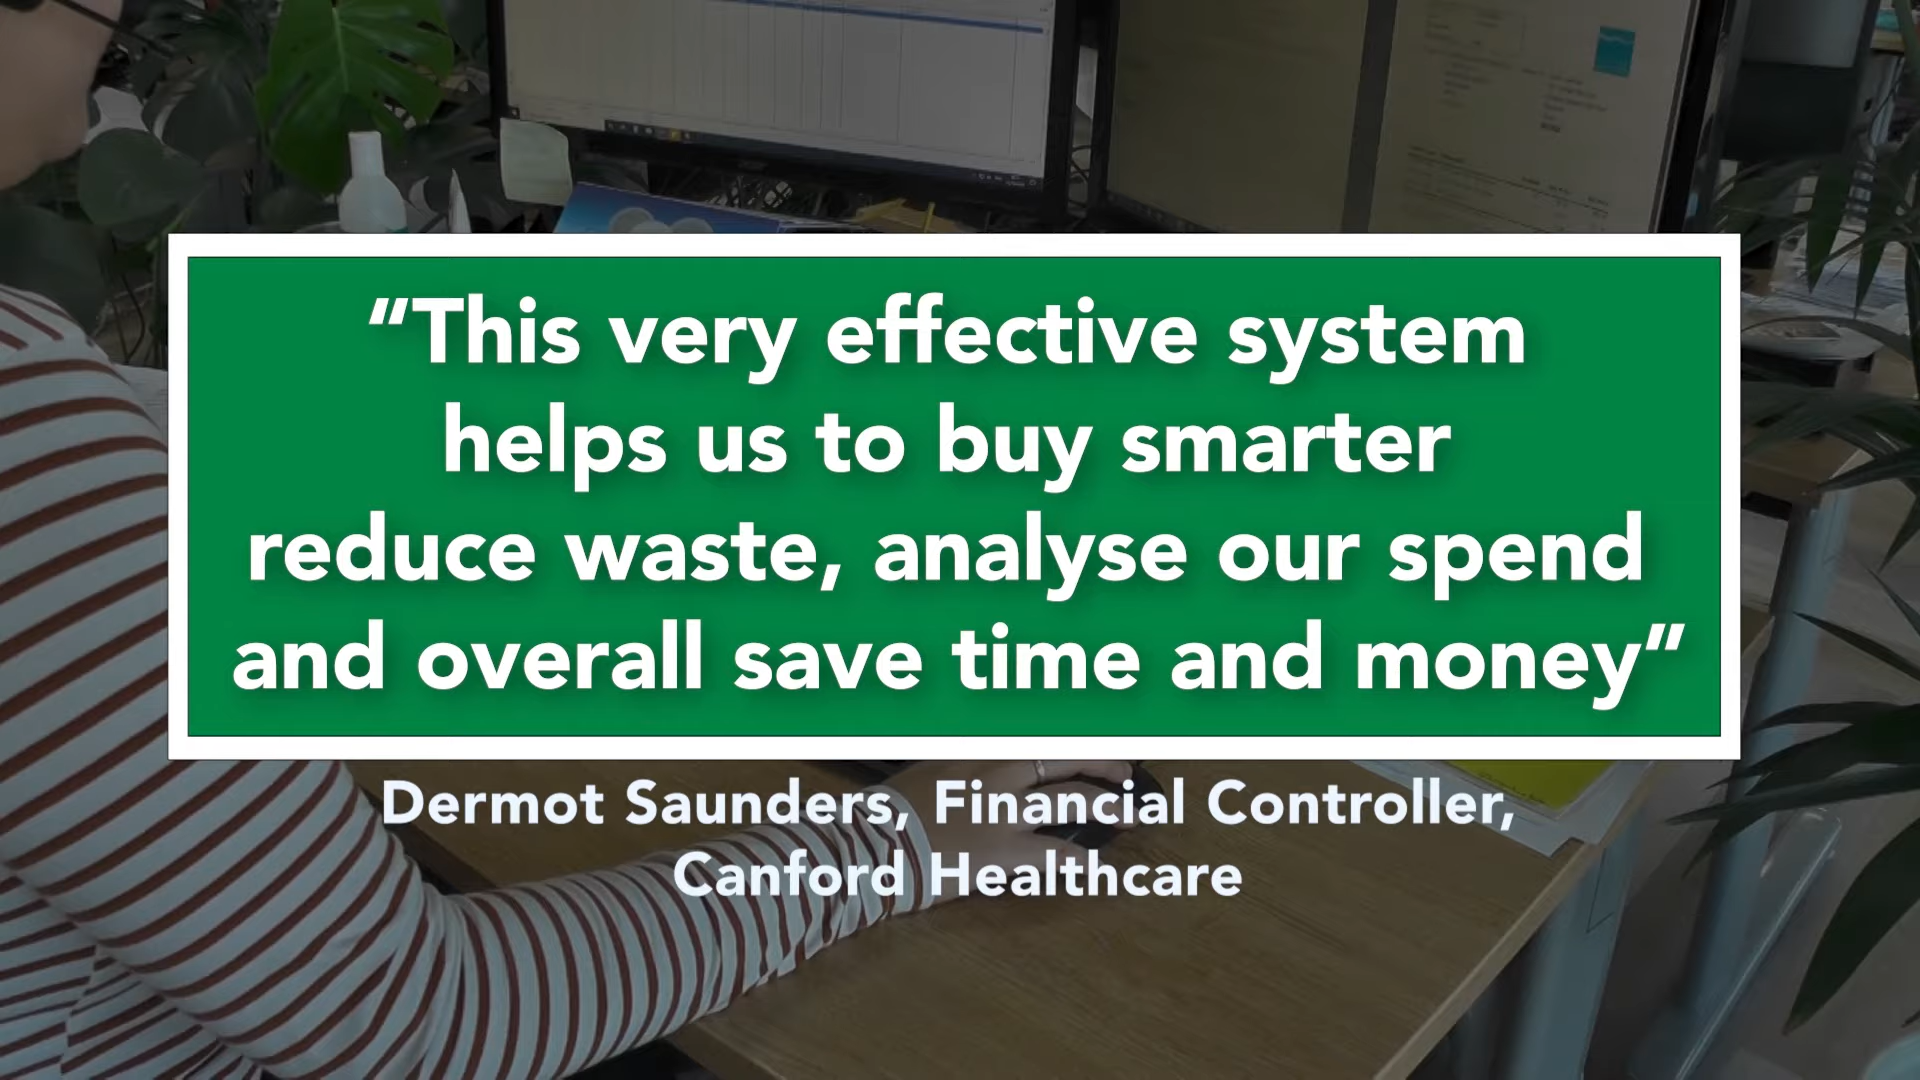 “This very effective system
helps us to buy smarter
reduce waste, analyse our spend
and overall save time and money”
Dermot Saunders, Financial Controller,
Canford Healthcare